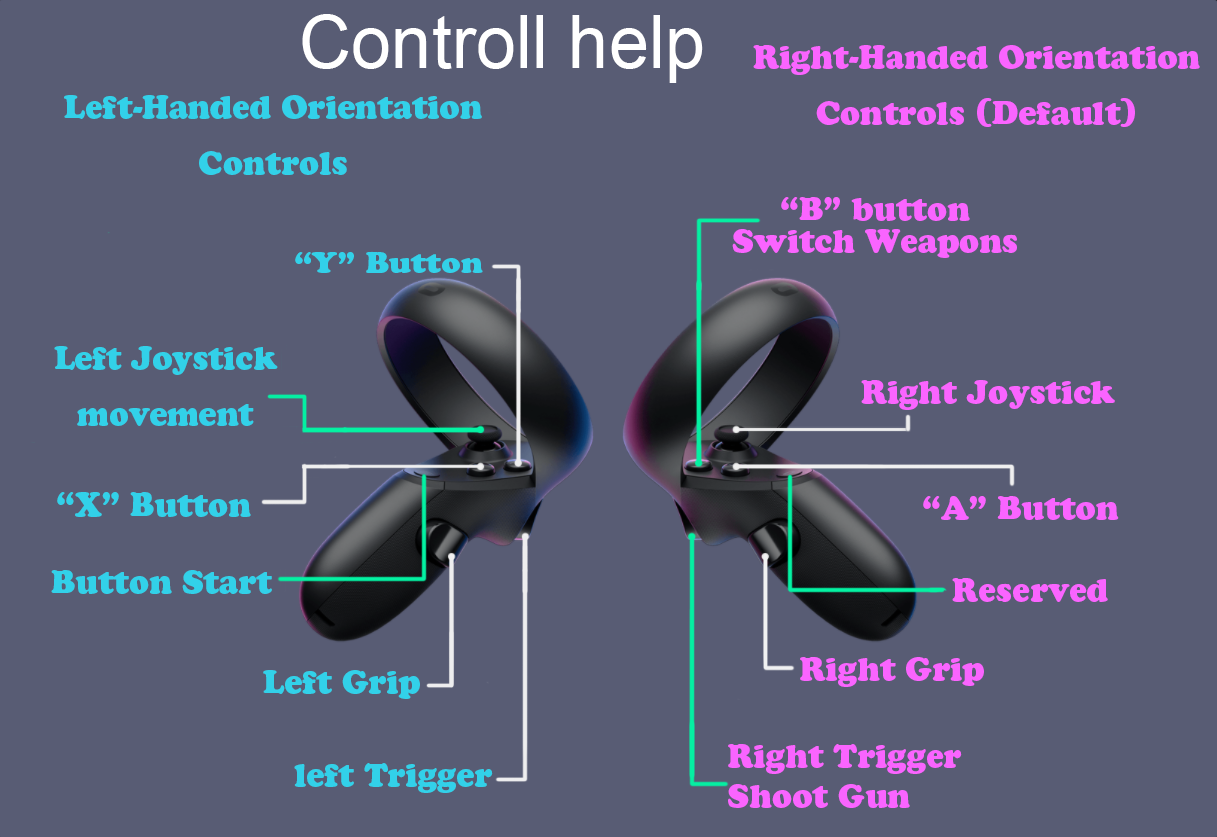 Controll help
Left-Handed Orientation
Controls
Right-Handed Orientation
Controls (Default)
“Y” Button
Left Joystick
movement
“X” Button
Button Start
Left Grip
left Trigger
“B” button
Switch Weapons
Right Joystick
“A” Button
Reserved
Right Grip
Right Trigger
Shoot Gun